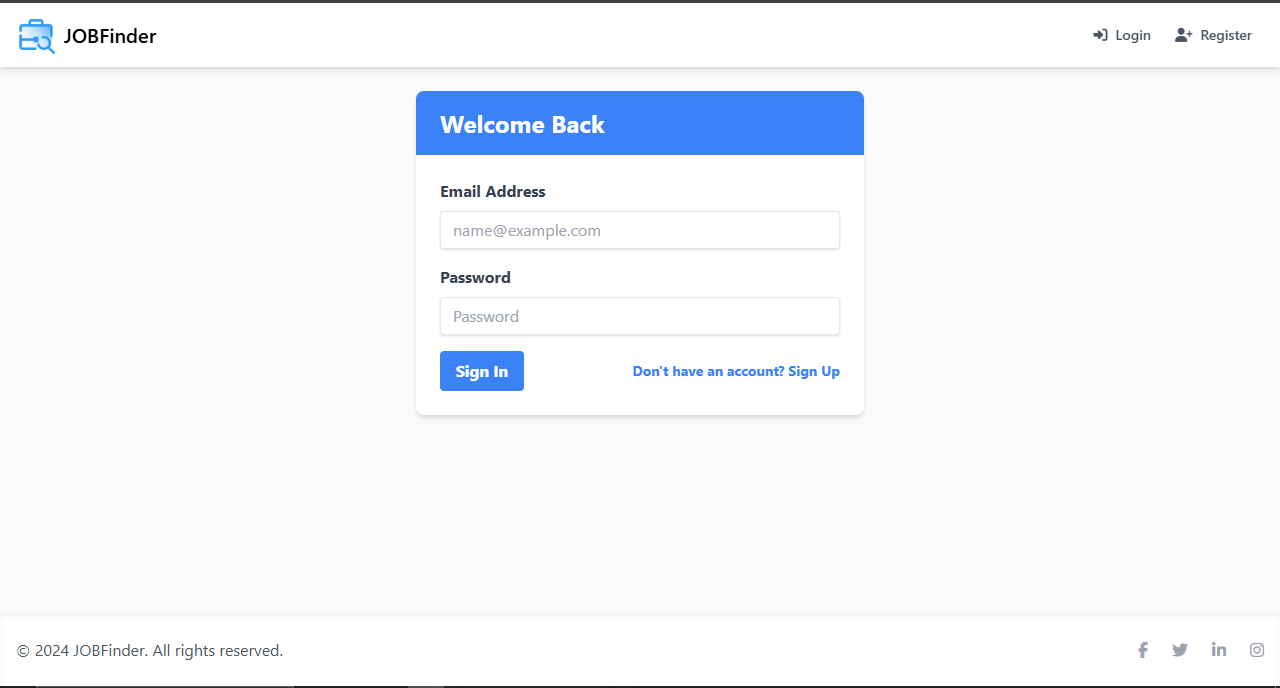 JOBFinder
Login
Register
Welcome Back
Email Address
name@example.com
Password
Password
Sign In
Don't have an account? Sign Up
© 2024 JOBFinder. All rights reserved.